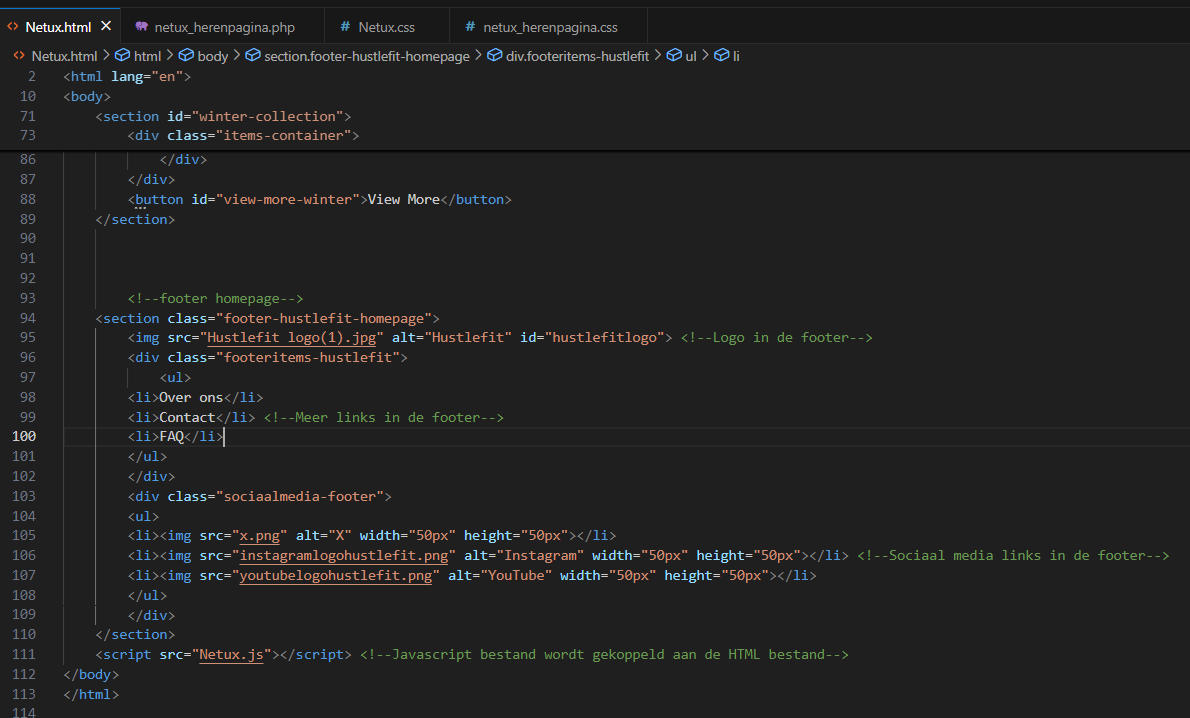 Netux.html netux_herenpagina.php # Netux.css # netux_herenpagina.css
Netux.html > html > body > section.footer-hustlefit-homepage > div.footeritems-hustlefit > ul > li
2 <html lang="en">
10 <body>
71 <section id="winter-collection">
73 <div class="items-container">
86 </div>
87 </div>
88 <button id="view-more-winter">View More</button>
89 </section>
90
91
92
93 <!--footer homepage-->
94 <section class="footer-hustlefit-homepage">
95 <img src="Hustlefit logo(1).jpg" alt="Hustlefit" id="hustlefitlogo"> <!--Logo in de footer-->
96 <div class="footeritems-hustlefit">
97 <ul>
98 <li>Over ons</li>
99 <li>Contact</li> <!--Meer links in de footer-->
100 <li>FAQ</li>
101 </ul>
102 </div>
103 <div class="sociaalmedia-footer">
104 <ul>
105 <li><img src="x.png" alt="X" width="50px" height="50px"></li>
106 <li><img src="instagramlogohustlefit.png" alt="Instagram" width="50px" height="50px"></li> <!--Sociaal media links in de footer-->
107 <li><img src="youtubelogohustlefit.png" alt="YouTube" width="50px" height="50px"></li>
108 </ul>
109 </div>
110 </section>
111 <script src="Netux.js"></script> <!--Javascript bestand wordt gekoppeld aan de HTML bestand-->
112 </body>
113 </html>
114